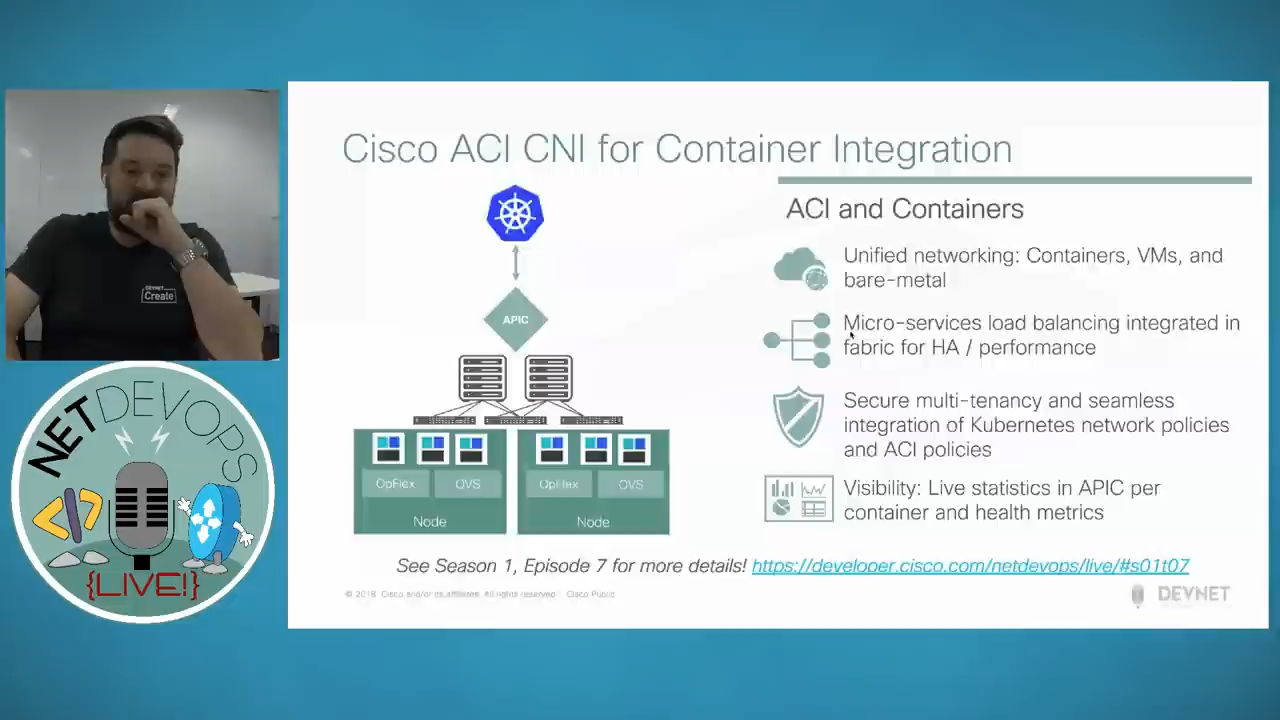 Cisco ACI CNI for Container Integration
ACI and Containers
Unified networking: Containers, VMs, and
bare-metal
Micro-services load balancing integrated in
fabric for HA / performance
Secure multi-tenancy and seamless
integration of Kubernetes network policies
and ACI policies
Visibility: Live statistics in APIC per
container and health metrics
APIC
OpFlex
OVS
Node
OpFlex
OVS
Node
See Season 1, Episode 7 for more details! https://developer.cisco.com/netdevops/live/#s01t07
© 2018 Cisco and/or its affiliates. All rights reserved. Cisco Public
DEVNET
DEVNET
Create
NETDEVOPS
{LIVE!}